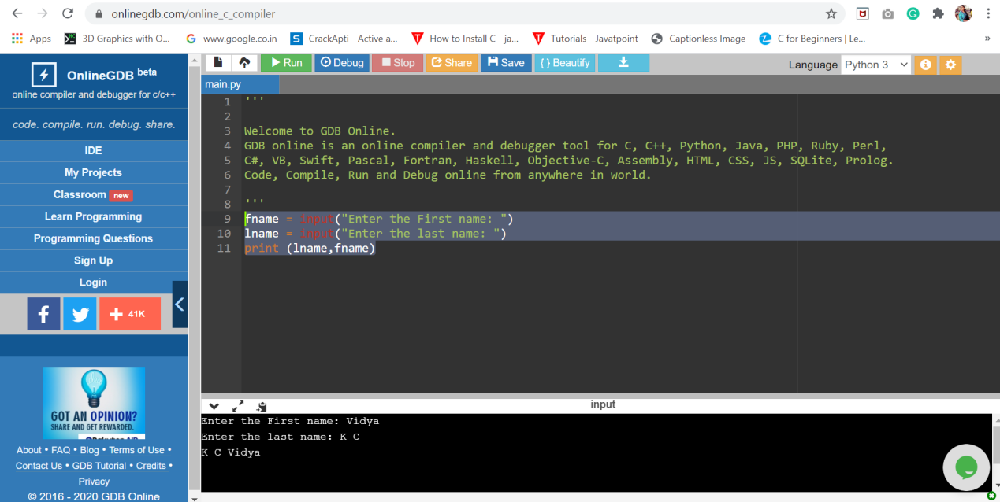 onlinegdb.com/online_c_compiler
Apps 3D Graphics with O... www.google.co.in CrackApti - Active a... How to Install C - ja... Tutorials - Javatpoint Captionless Image C for Beginners | Le... »
OnlineGDB beta
online compiler and debugger for c/c++
code. compile. run. debug. share.
IDE
My Projects
Classroom new
Learn Programming
Programming Questions
Sign Up
Login
41K
GOT AN OPINION?
SHARE AND GET REWARDED.
About • FAQ • Blog • Terms of Use •
Contact Us • GDB Tutorial • Credits •
Privacy
© 2016 - 2020 GDB Online
Run Debug Stop Share Save { } Beautify Language Python 3
main.py
1 '''
2
3 Welcome to GDB Online.
4 GDB online is an online compiler and debugger tool for C, C++, Python, Java, PHP, Ruby, Perl,
5 C#, VB, Swift, Pascal, Fortran, Haskell, Objective-C, Assembly, HTML, CSS, JS, SQLite, Prolog.
6 Code, Compile, Run and Debug online from anywhere in world.
7
8 '''
9 fname = input("Enter the First name: ")
10 lname = input("Enter the last name: ")
11 print (lname,fname)
input
Enter the First name: Vidya
Enter the last name: K C
K C Vidya